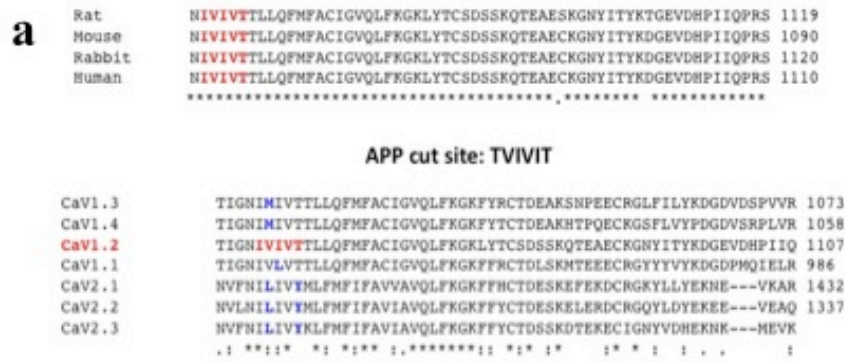 a
Rat NIVIVTTLLQFMFACIGVQLFKGKLYTCSDSSKQTEAESKGNYITYKTGEVDHPIIQPRS 1119
Mouse NIVIVTTLLQFMFACIGVQLFKGKLYTCSDSSKQTEAECKGNYITYKDGEVDHPIIQPRS 1090
Rabbit NIVIVTTLLQFMFACIGVQLFKGKLYTCSDSSKQTEAECKGNYITYKDGEVDHPIIQPRS 1120
Human NIVIVTTLLQFMFACIGVQLFKGKLYTCSDSSKQTEAECKGNYITYKDGEVDHPIIQPRS 1110
**************************************.******** ************
APP cut site: TVIVIT
CaV1.3 TIGNIMIVTTLLQFMFACIGVQLFKGKFYRCTDEAKSNPEECRGLFILYKDGDVDSPVVR 1073
CaV1.4 TIGNIMIVTTLLQFMFACIGVQLFKGKFYTCTDEAKHTPQECKGSFLVYPDGDVSRPLVR 1058
CaV1.2 TIGNIVIVTTLLQFMFACIGVQLFKGKLYTCSDSSKQTEAECKGNYITYKDGEVDHPIIQ 1107
CaV1.1 TIGNIVLVTTLLQFMFACIGVQLFKGKFFRCTDLSKMTEEECRGYYYVYKDGDPMQIELR 986
CaV2.1 NVFNILIVYMLFMFIFAVVAVQLFKGKFFHCTDESKEFEKDCRGKYLLYEKNE---VKAR 1432
CaV2.2 NVLNILIVYMLFMFIFAVIAVQLFKGKFFYCTDESKELERDCRGQYLDYEKEE---VEAQ 1337
CaV2.3 NVFNILIVYKLFMFIFAVIAVQLFKGKFFYCTDSSKDTEKECIGNYVDHEKNK---MEVK
.: **::* *: *:** :.*******:: *:* :* :* * : . . :